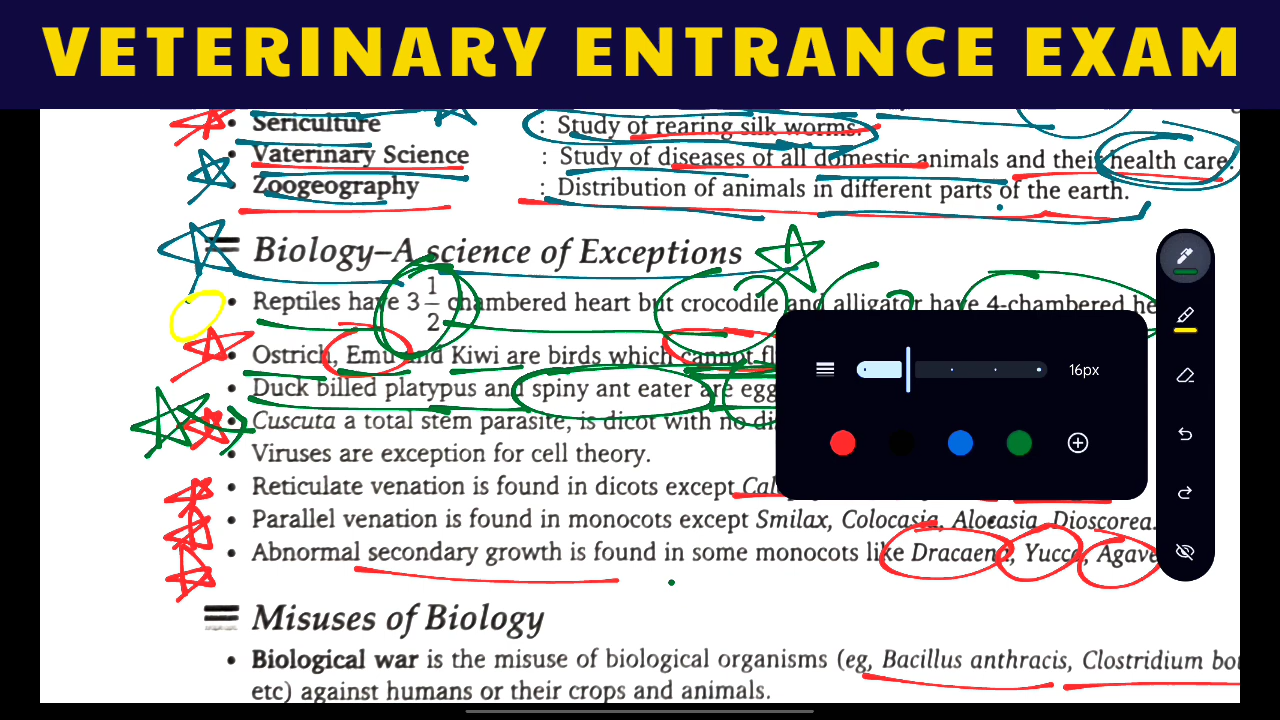 VETERINARY ENTRANCE EXAM
• Sericulture : Study of rearing silk worms.
• Vaterinary Science : Study of diseases of all domestic animals and their health care.
• Zoogeography : Distribution of animals in different parts of the earth.
Biology–A science of Exceptions
• Reptiles have 3 1/2 chambered heart but crocodile and alligator have 4-chambered
• Ostrich, Emu and Kiwi are birds which cannot
• Duck billed platypus and spiny ant eater are
• Cuscuta a total stem parasite, is dicot with no
16px
• Viruses are exception for cell theory.
• Reticulate venation is found in dicots except
• Parallel venation is found in monocots except Smilax, Colocasia, Alocasia, Dioscorea.
• Abnormal secondary growth is found in some monocots like Dracaena, Yucca, Agave
Misuses of Biology
• Biological war is the misuse of biological organisms (eg, Bacillus anthracis, Clostridium
etc) against humans or their crops and animals.